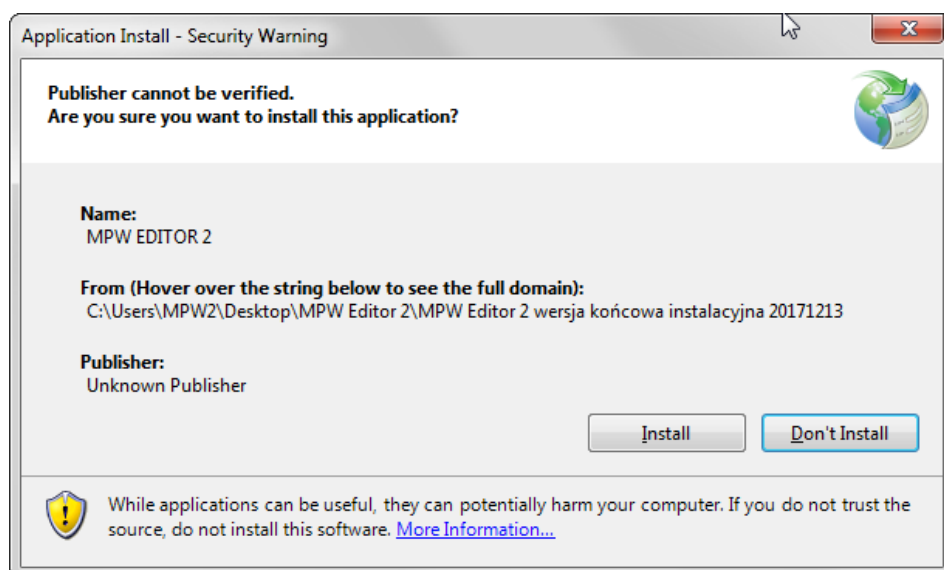 Application Install - Security Warning
Publisher cannot be verified.
Are you sure you want to install this application?
Name:
MPW EDITOR 2
From (Hover over the string below to see the full domain):
C:\Users\MPW2\Desktop\MPW Editor 2\MPW Editor 2 wersja końcowa instalacyjna 20171213
Publisher:
Unknown Publisher
Install Don't Install
While applications can be useful, they can potentially harm your computer. If you do not trust the
source, do not install this software. More Information...